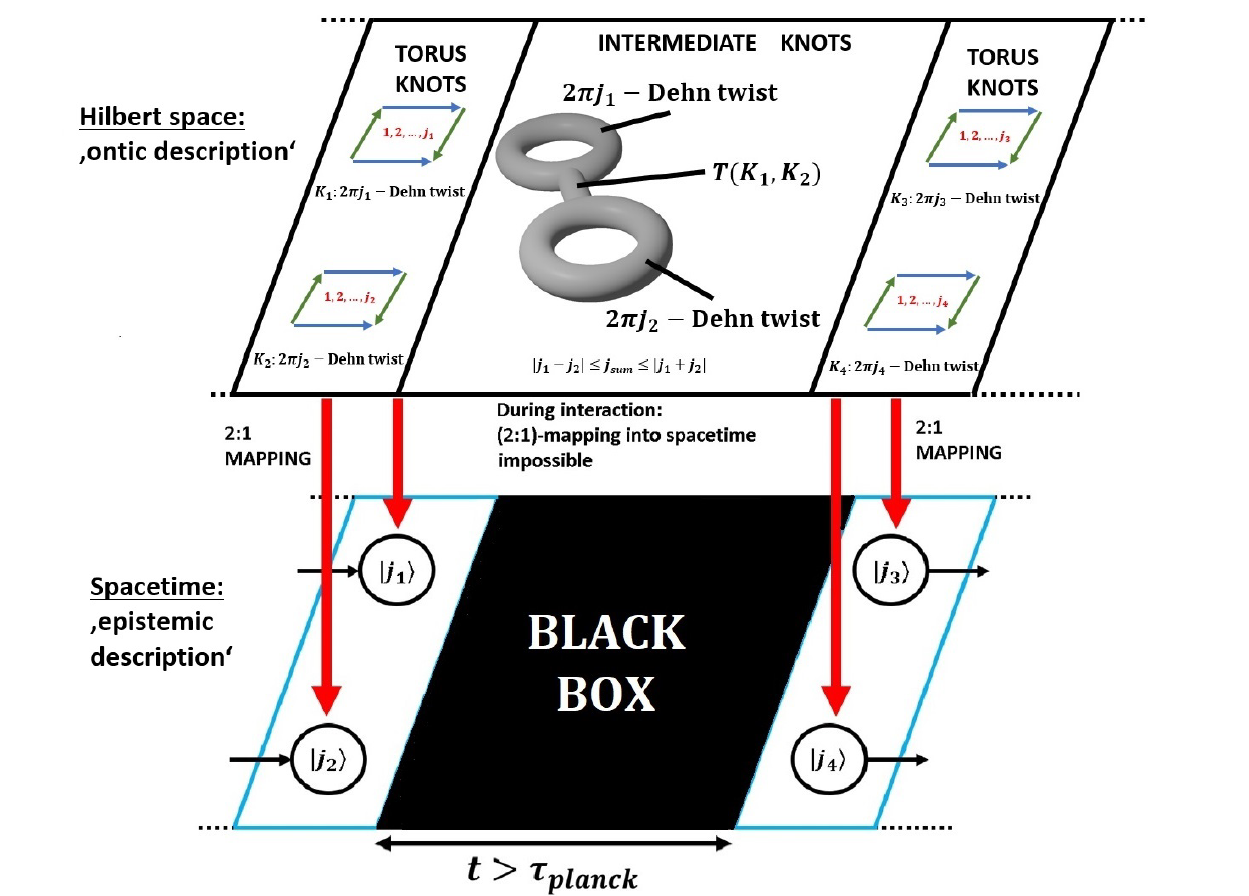 Hilbert space:
‚ontic description‘
TORUS
KNOTS
1, 2, ..., j₁
K₁: 2πj₁ − Dehn twist
1, 2, ..., j₂
K₂: 2πj₂ − Dehn twist
INTERMEDIATE KNOTS
2πj₁ − Dehn twist
T(K₁, K₂)
2πj₂ − Dehn twist
|j₁ − j₂| ≤ jₛᵤₘ ≤ |j₁ + j₂|
TORUS
KNOTS
1, 2, ..., j₃
K₃: 2πj₃ − Dehn twist
1, 2, ..., j₄
K₄: 2πj₄ − Dehn twist
2:1
MAPPING
During interaction:
(2:1)-mapping into spacetime
impossible
2:1
MAPPING
Spacetime:
‚epistemic
description‘
|j₁⟩
|j₂⟩
BLACK
BOX
|j₃⟩
|j₄⟩
t > τ_planck